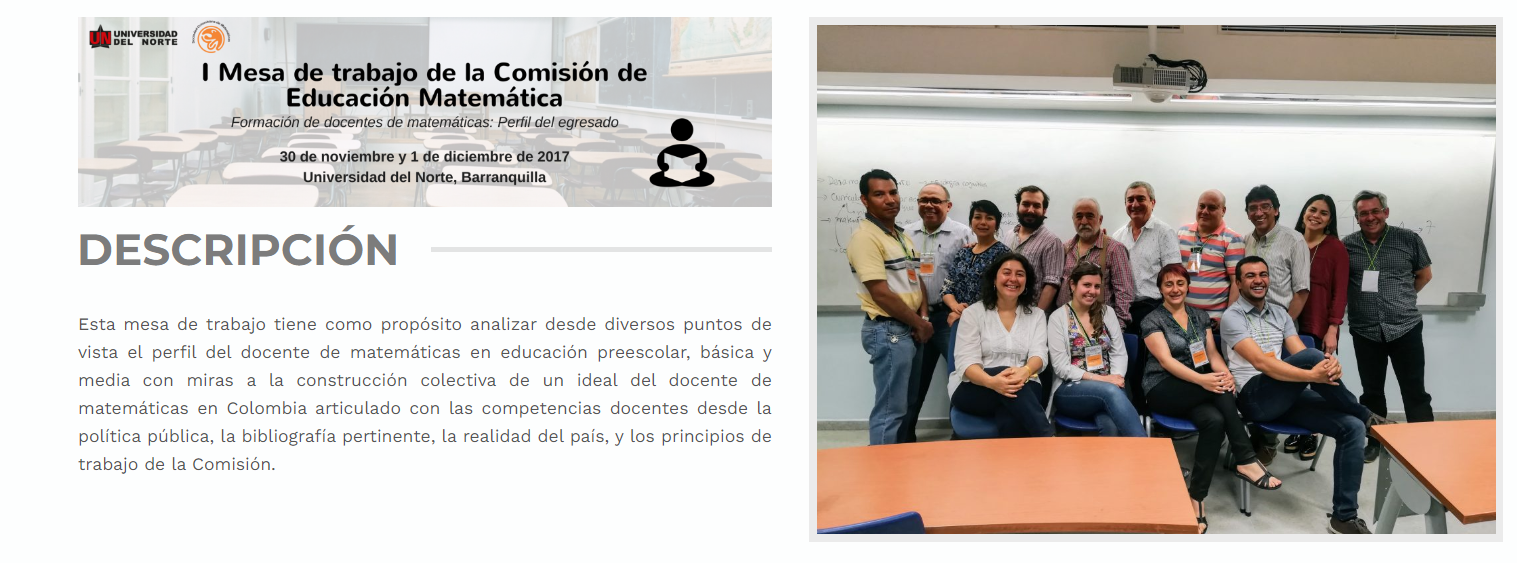 UNIVERSIDAD
DEL NORTE
I Mesa de trabajo de la Comisión de
Educación Matemática
Formación de docentes de matemáticas: Perfil del egresado
30 de noviembre y 1 de diciembre de 2017
Universidad del Norte, Barranquilla
DESCRIPCIÓN
Esta mesa de trabajo tiene como propósito analizar desde diversos puntos de
vista el perfil del docente de matemáticas en educación preescolar, básica y
media con miras a la construcción colectiva de un ideal del docente de
matemáticas en Colombia articulado con las competencias docentes desde la
política pública, la bibliografía pertinente, la realidad del país, y los principios de
trabajo de la Comisión.